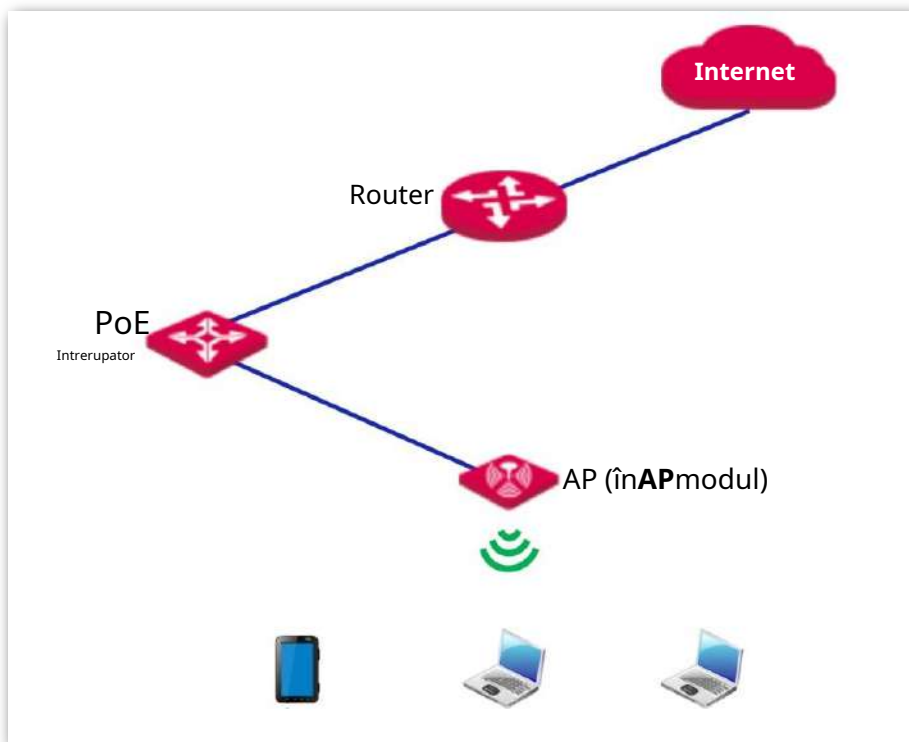 Internet
Router
PoE
Intrerupator
AP (înAPmodul)